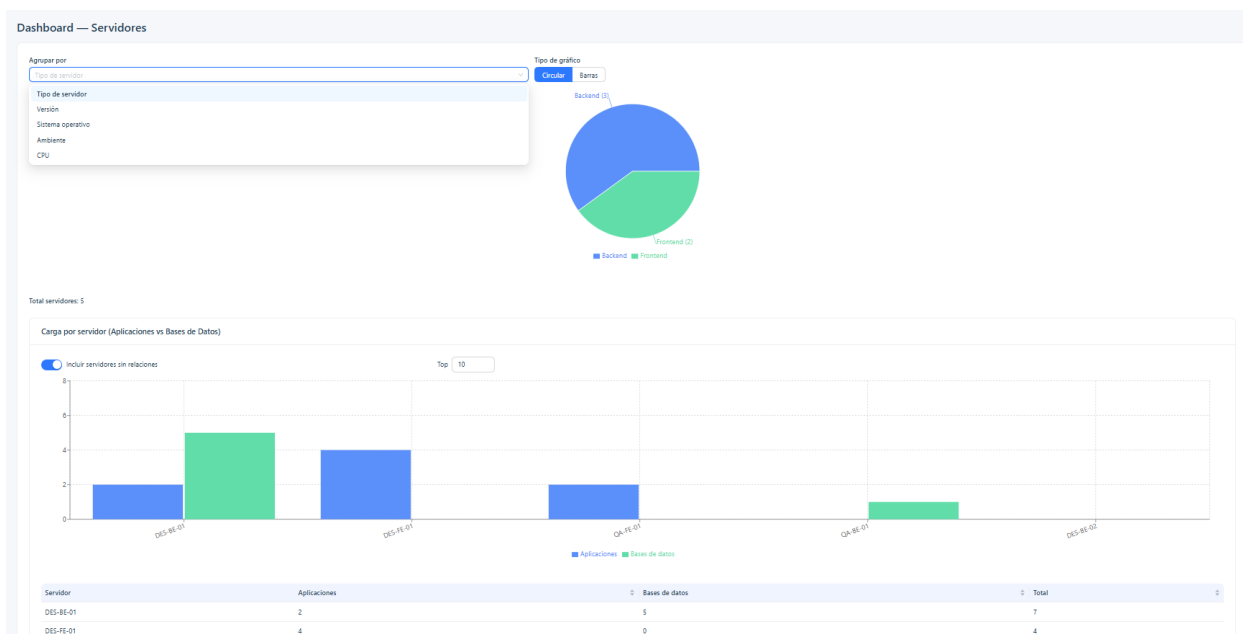 Dashboard — Servidores
Agrupar por
Tipo de servidor
Tipo de servidor
Versión
Sistema operativo
Ambiente
CPU
Tipo de gráfico
Circular Barras
Backend (3)
Frontend (2)
Backend Frontend
Total servidores: 5
Carga por servidor (Aplicaciones vs Bases de Datos)
Incluir servidores sin relaciones Top 10
8
6
4
2
0
DES-BE-01 DES-FE-01 QA-FE-01 QA-BE-01 DES-BE-02
Aplicaciones Bases de datos
Servidor Aplicaciones Bases de datos Total
DES-BE-01 2 5 7
DES-FE-01 4 0 4